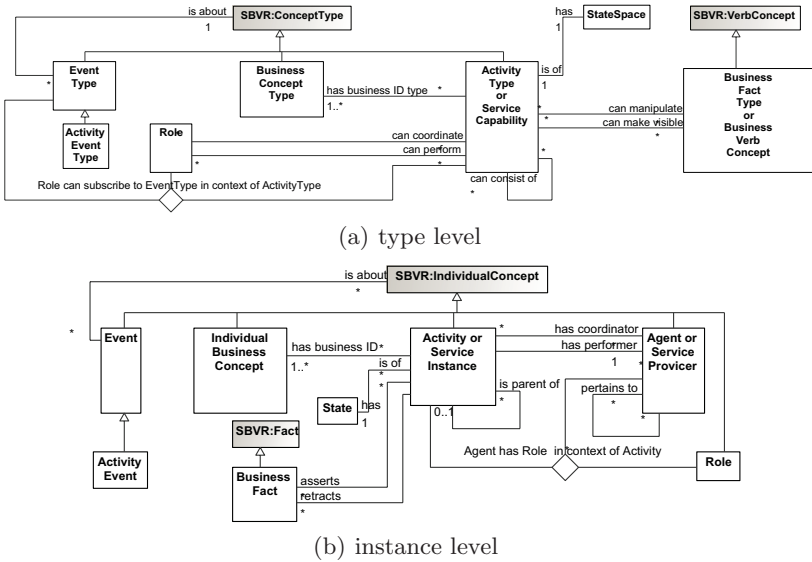 is about
1
SBVR:ConceptType
has
1
StateSpace
SBVR:VerbConcept
Event
Type
*
Business
Concept
Type
has business ID type
1..*
*
Activity
Type
or
Service
Capability
is of
1
*
*
can manipulate
can make visible
*
Business
Fact
Type
or
Business
Verb
Concept
Activity
Event
Type
Role
*
can coordinate
*
can perform
*
*
can consist of
*
Role can subscribe to EventType in context of ActivityType
(a) type level
is about
*
SBVR:IndividualConcept
*
Event
Individual
Business
Concept
has business ID
1..*
*
Activity or
Service
Instance
*
has coordinator
has performer
*
1
Agent or
Service
Provicer
*
is of
*
*
State
has
1
is parent of
*
0..1
pertains to
*
*
SBVR:Fact
Activity
Event
Business
Fact
asserts
*
retracts
*
Agent has Role in context of Activity
*
Role
(b) instance level